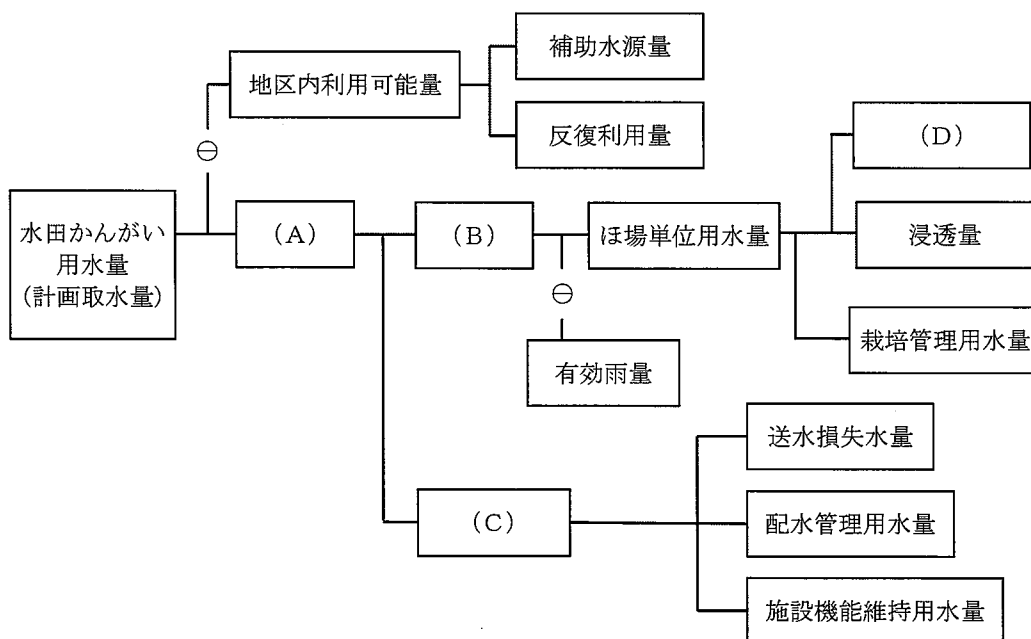 補助水源量
地区内利用可能量
反復利用量
⊖
(D)
水田かんがい
用水量
(計画取水量)
(A)
(B)
ほ場単位用水量
浸透量
⊖
栽培管理用水量
有効雨量
送水損失水量
(C)
配水管理用水量
施設機能維持用水量